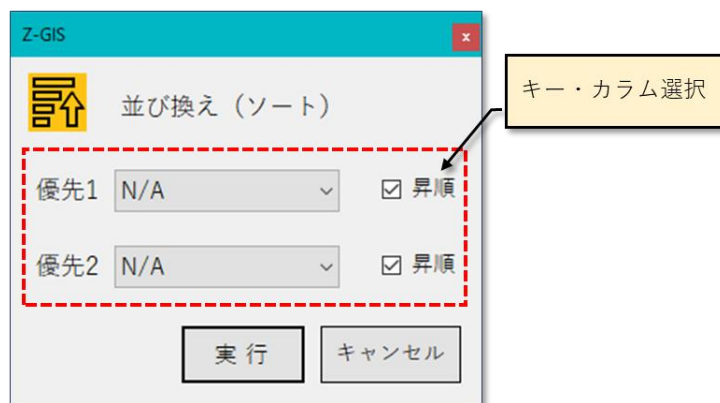 Z-GIS
x
並び換え（ソート）
キー・カラム選択
優先1 N/A 昇順
優先2 N/A 昇順
実行 キャンセル